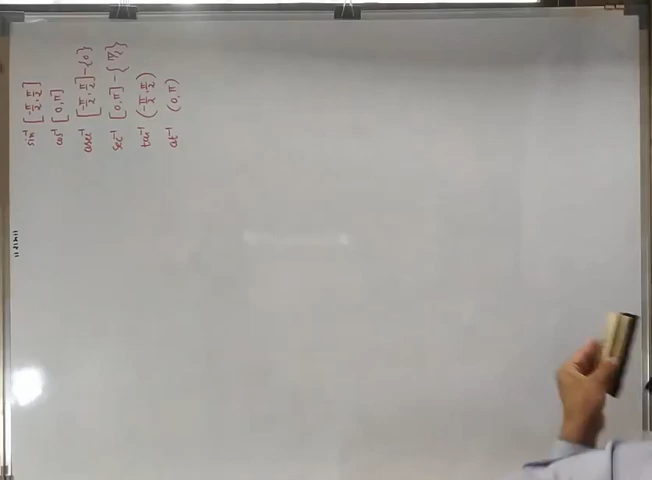 sin⁻¹ [-π/2, π/2]
cos⁻¹ [0, π]
cosec⁻¹ [-π/2, π/2] - {0}
sec⁻¹ [0, π] - {π/2}
tan⁻¹ (-π/2, π/2)
cot⁻¹ (0, π)